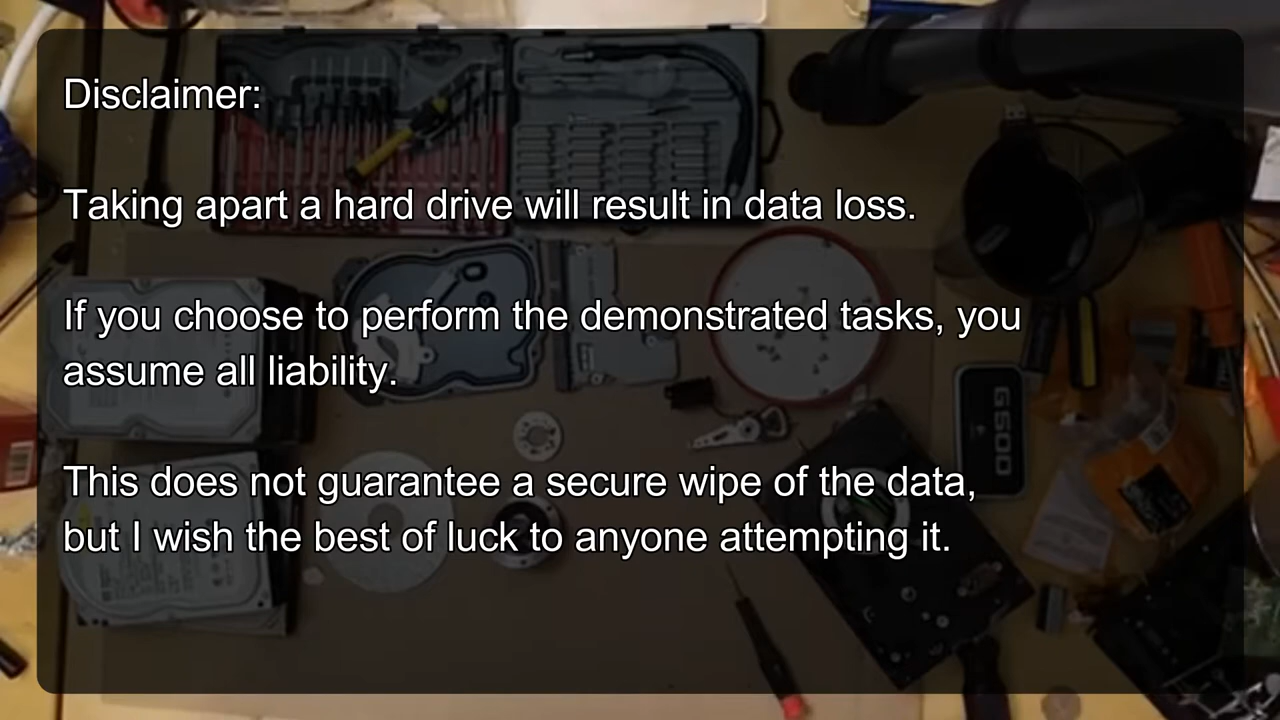 Disclaimer:
Taking apart a hard drive will result in data loss.
If you choose to perform the demonstrated tasks, you
assume all liability.
This does not guarantee a secure wipe of the data,
but I wish the best of luck to anyone attempting it.
GSOD